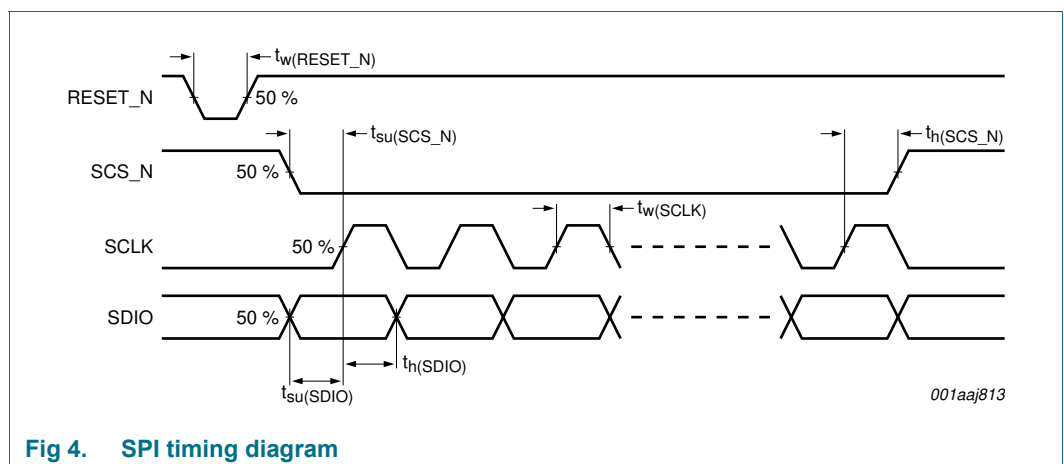 tw(RESET_N)
RESET_N
50 %
tsu(SCS_N)
th(SCS_N)
SCS_N
50 %
tw(SCLK)
SCLK
50 %
SDIO
50 %
th(SDIO)
tsu(SDIO)
001aaj813
Fig 4. SPI timing diagram